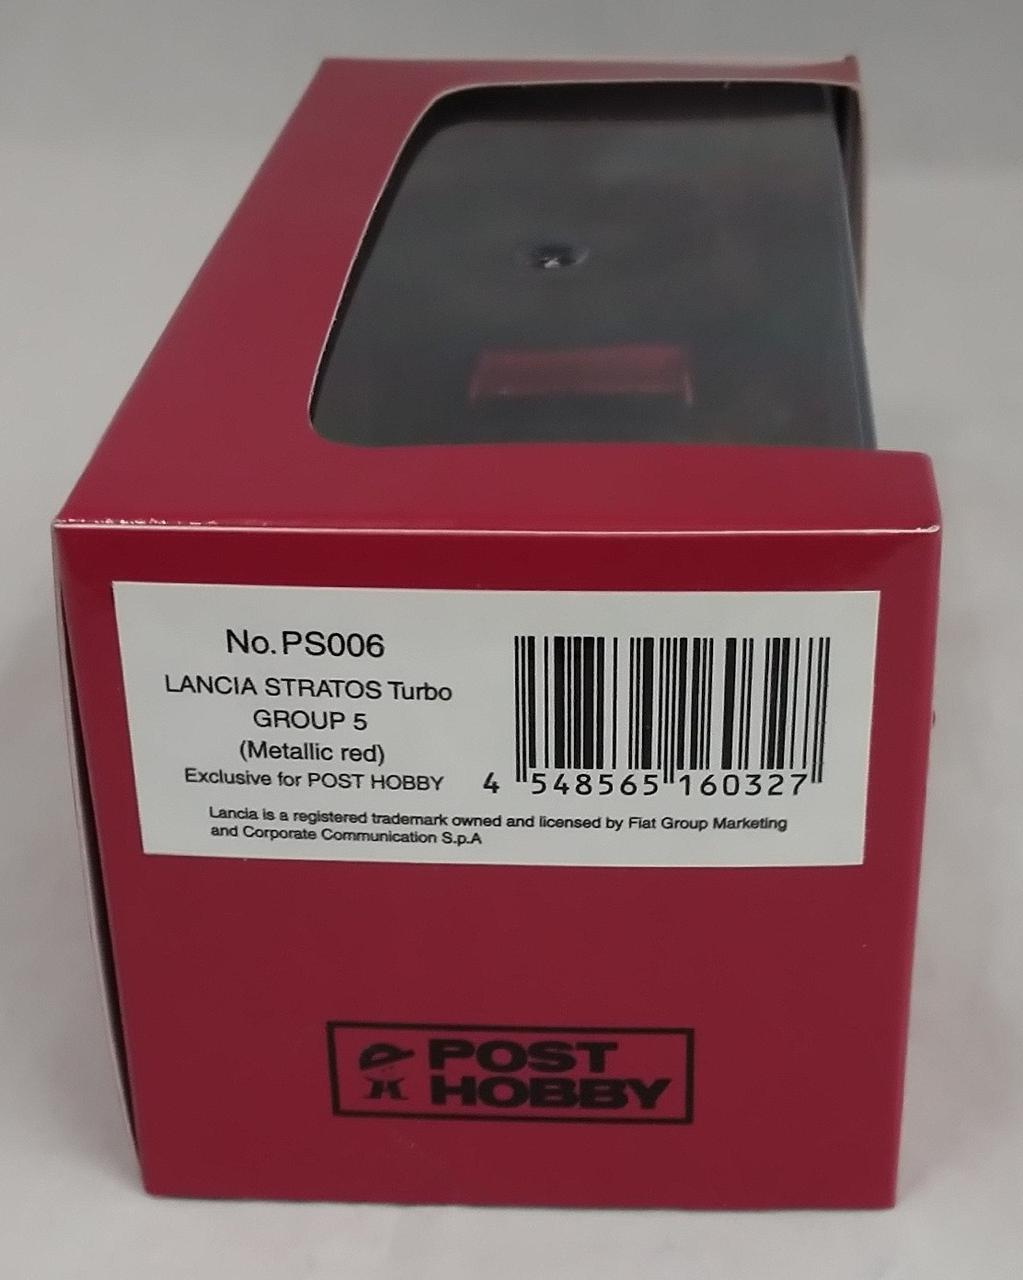 No. PS006
LANCIA STRATOS Turbo
GROUP 5
(Metallic red)
Exclusive for POST HOBBY
4 548565 160327
Lancia is a registered trademark owned and licensed by Fiat Group Marketing
and Corporate Communication S.p.A
POST
HOBBY